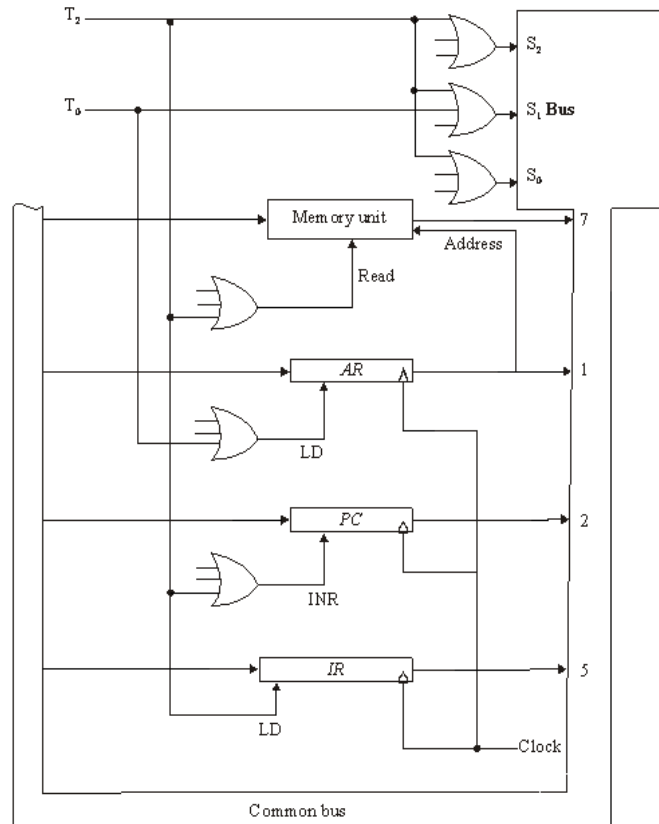 T2
S2
T0
S1 Bus
S0
Memory unit
7
Address
Read
AR
1
LD
PC
2
INR
IR
5
LD
Clock
Common bus